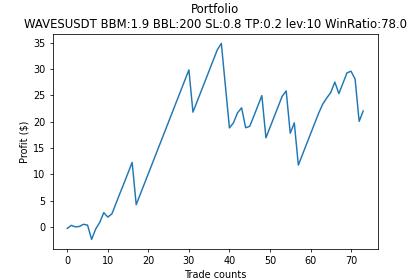 Portfolio
WAVESUSDT BBM:1.9 BBL:200 SL:0.8 TP:0.2 lev:10 WinRatio:78.0
35
30
25
20
15
10
5
0
Profit ($)
0 10 20 30 40 50 60 70
Trade counts